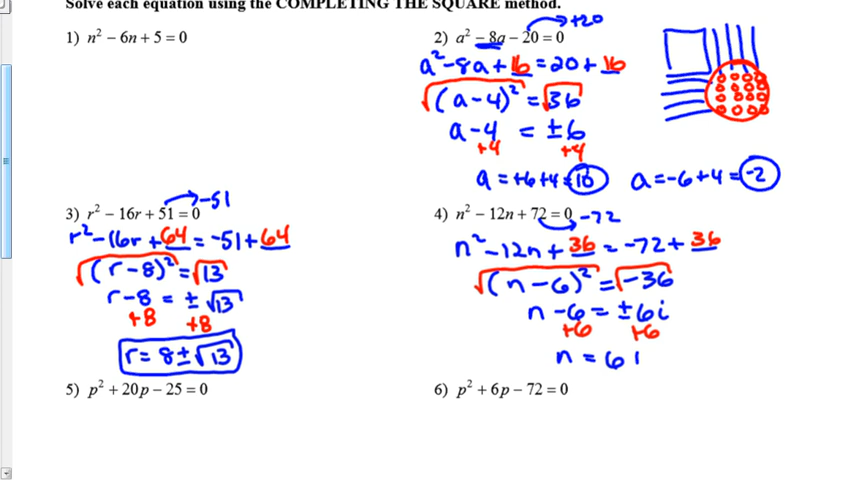 Solve each equation using the COMPLETING THE SQUARE method.
1) n² − 6n + 5 = 0
2) a² − 8a − 20 = 0 +20
a² − 8a + 16 = 20 + 16
√(a − 4)² = √36
a − 4 = ±6
+4 +4
a = +6 + 4 = 10 a = −6 + 4 = −2
3) r² − 16r + 51 = 0 −51
r² − 16r + 64 = −51 + 64
√(r − 8)² = √13
r − 8 = ± √13
+8 +8
r = 8 ± √13
4) n² − 12n + 72 = 0 −72
n² − 12n + 36 = −72 + 36
√(n − 6)² = √−36
n − 6 = ±6i
+6 +6
n = 6
5) p² + 20p − 25 = 0
6) p² + 6p − 72 = 0